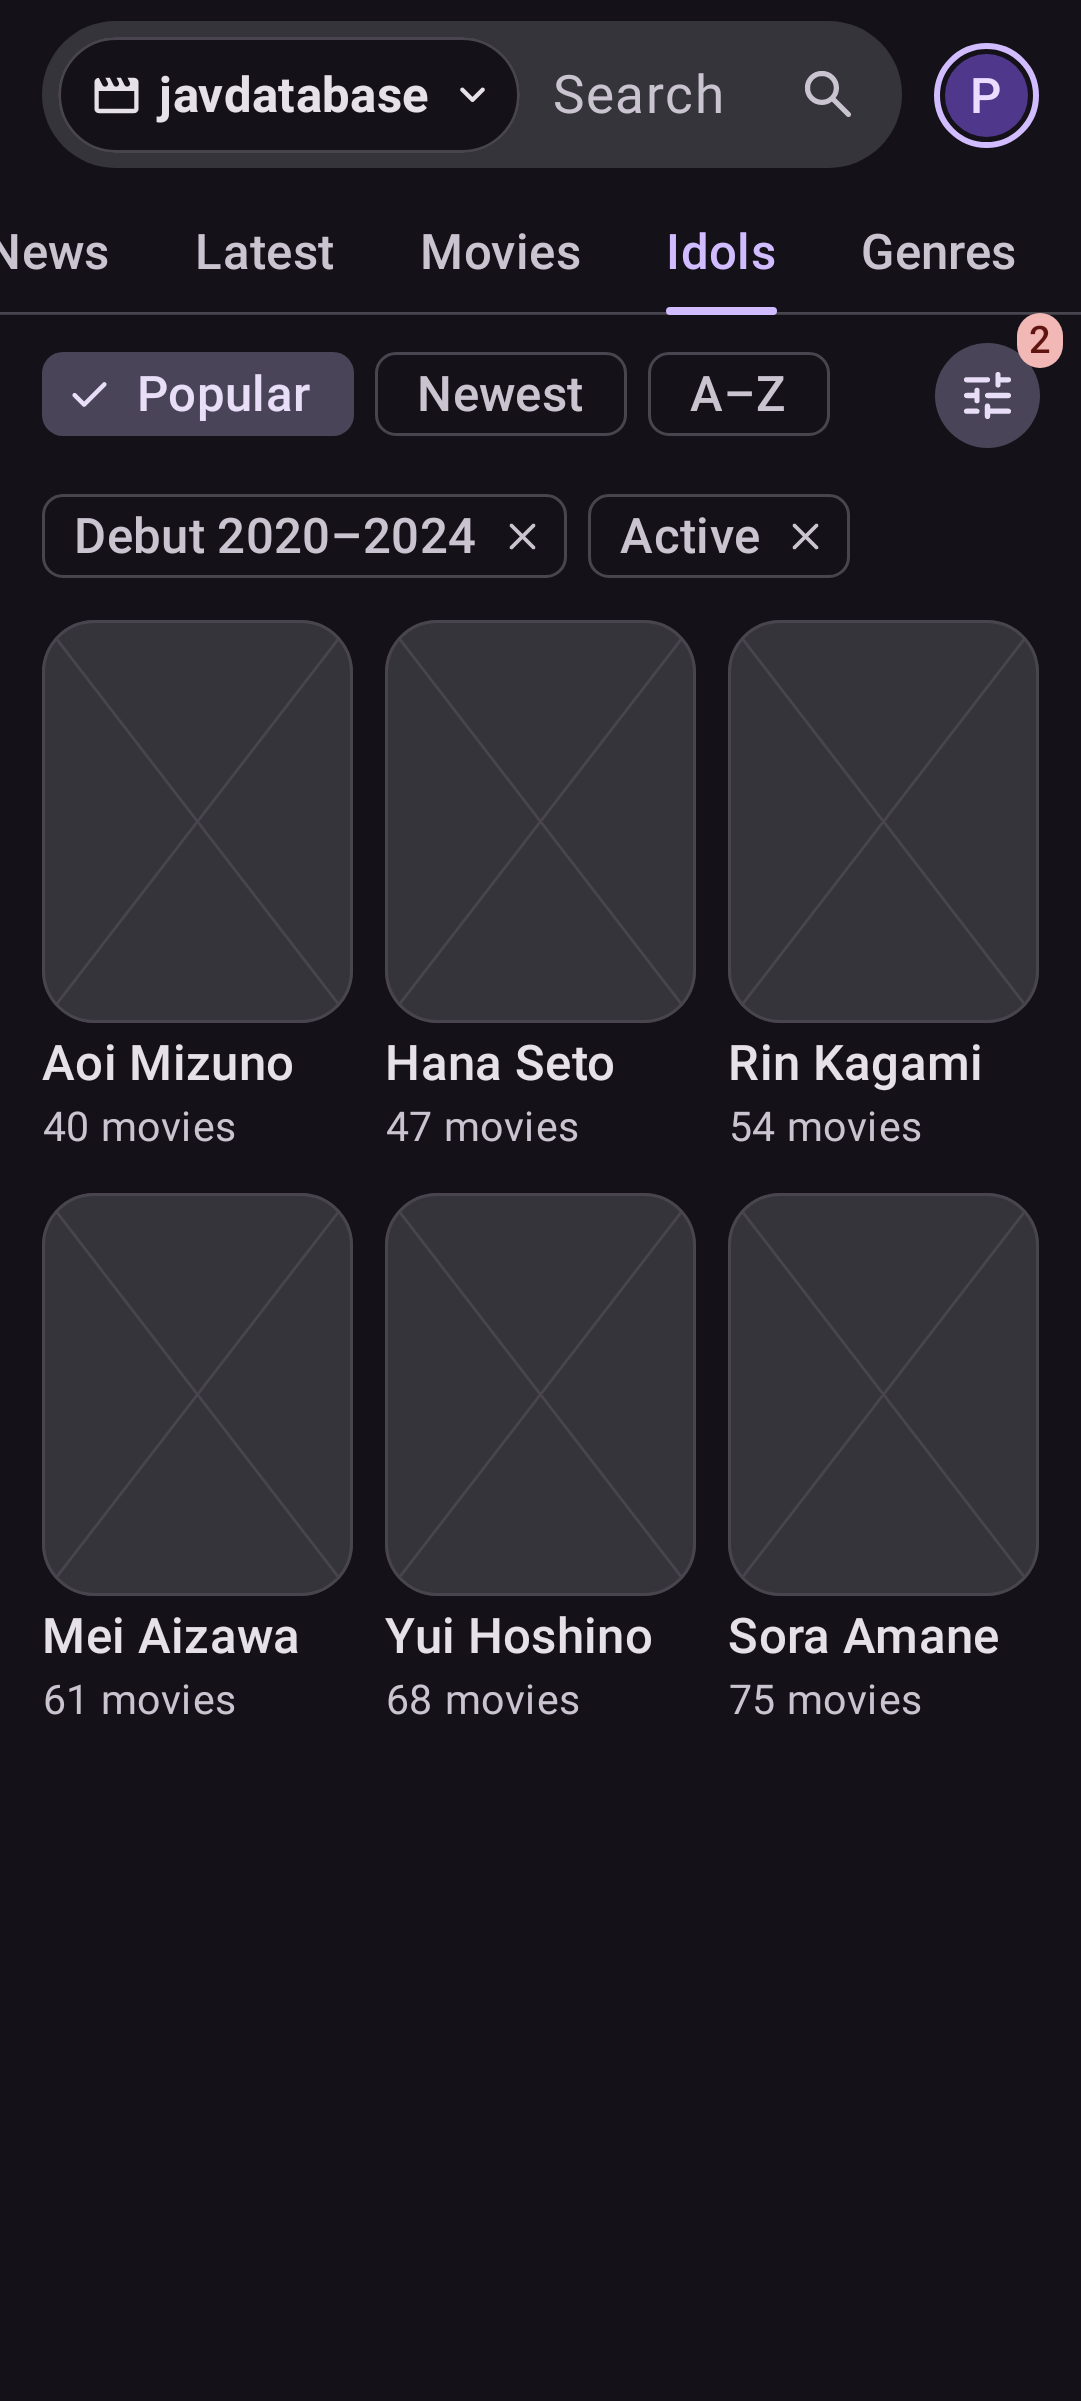 javdatabase
Search
P
News
Latest
Movies
Idols
Genres
2
Popular
Newest
A–Z
Debut 2020–2024
Active
Aoi Mizuno
Hana Seto
Rin Kagami
40 movies
47 movies
54 movies
Mei Aizawa
Yui Hoshino
Sora Amane
61 movies
68 movies
75 movies